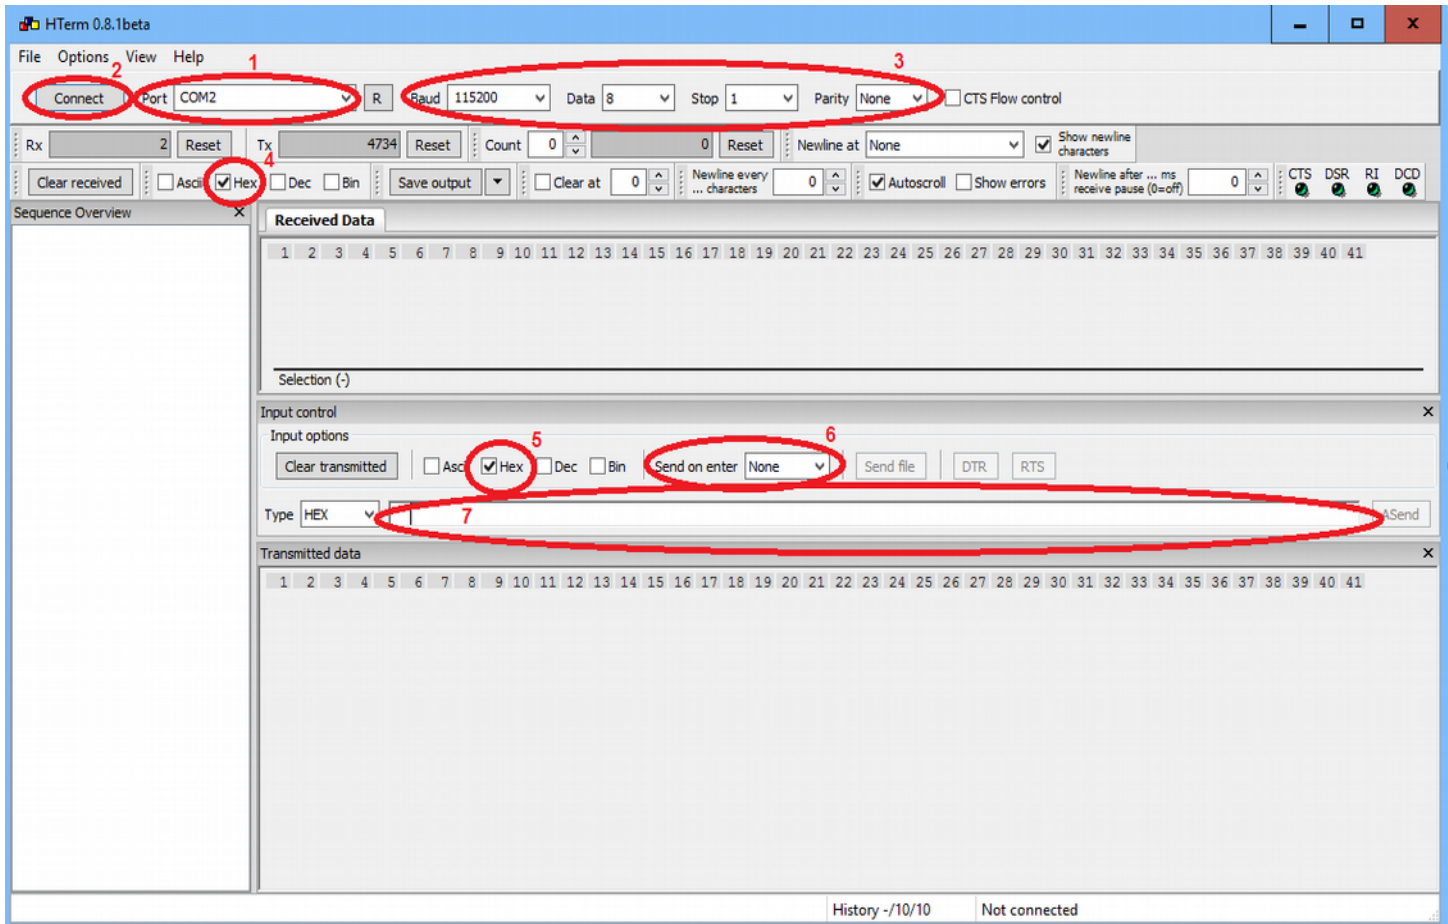 HTerm 0.8.1beta
File Options View Help
2 1 3
Connect Port COM2 R Baud 115200 Data 8 Stop 1 Parity None CTS Flow control
Rx 2 Reset Tx 4734 Reset Count 0 0 Reset Newline at None Show newline
characters
4
Clear received Ascii Hex Dec Bin Save output Clear at 0 Newline every
... characters 0 Autoscroll Show errors Newline after ... ms
receive pause (0=off) 0 CTS DSR RI DCD
Sequence Overview X
Received Data
1 2 3 4 5 6 7 8 9 10 11 12 13 14 15 16 17 18 19 20 21 22 23 24 25 26 27 28 29 30 31 32 33 34 35 36 37 38 39 40 41
Selection (-)
Input control
Input options
5 6
Clear transmitted Asci Hex Dec Bin Send on enter None Send file DTR RTS
Type HEX 7 ASend
Transmitted data
1 2 3 4 5 6 7 8 9 10 11 12 13 14 15 16 17 18 19 20 21 22 23 24 25 26 27 28 29 30 31 32 33 34 35 36 37 38 39 40 41
History -/10/10 Not connected